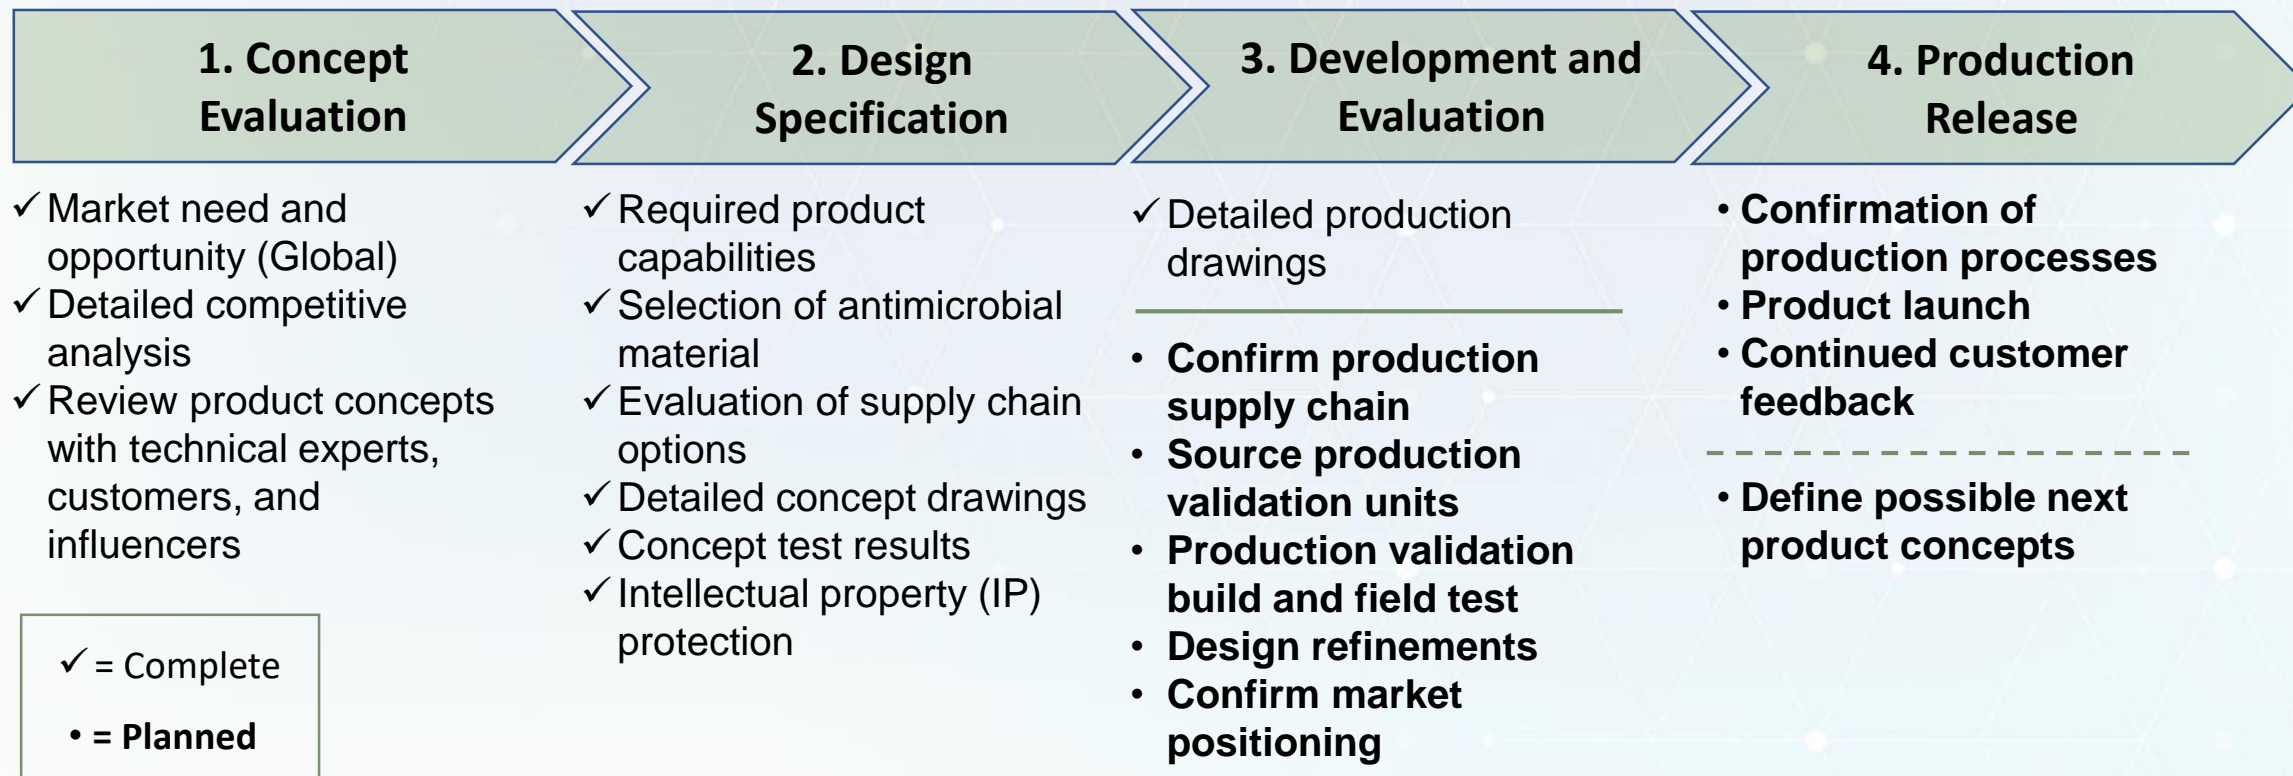 1. Concept
Evaluation
2. Design
Specification
3. Development and
Evaluation
4. Production
Release
✓ Market need and
opportunity (Global)
✓ Detailed competitive
analysis
✓ Review product concepts
with technical experts,
customers, and
influencers
✓ = Complete
• = Planned
✓ Required product
capabilities
✓ Selection of antimicrobial
material
✓ Evaluation of supply chain
options
✓ Detailed concept drawings
✓ Concept test results
✓ Intellectual property (IP)
protection
✓ Detailed production
drawings
• Confirm production
supply chain
• Source production
validation units
• Production validation
build and field test
• Design refinements
• Confirm market
positioning
• Confirmation of
production processes
• Product launch
• Continued customer
feedback
• Define possible next
product concepts